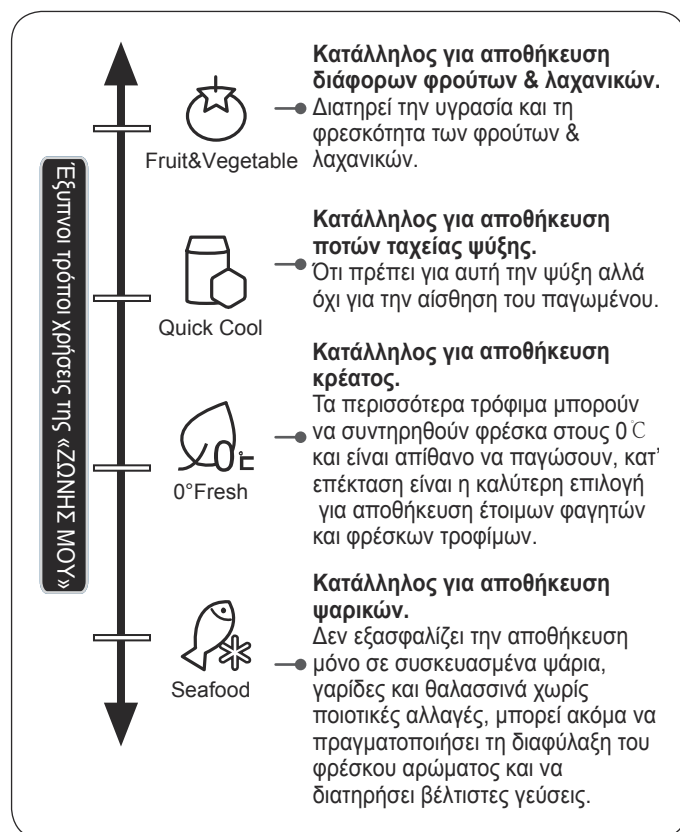 Έξυπνοι τρόποι χρήσεις της «ΖΩΝΗΣ ΜΟΥ»
Fruit&Vegetable
Κατάλληλος για αποθήκευση
διάφορων φρούτων & λαχανικών.
Διατηρεί την υγρασία και τη
φρεσκότητα των φρούτων &
λαχανικών.
Quick Cool
Κατάλληλος για αποθήκευση
ποτών ταχείας ψύξης.
Ότι πρέπει για αυτή την ψύξη αλλά
όχι για την αίσθηση του παγωμένου.
0℃
0°Fresh
Κατάλληλος για αποθήκευση
κρέατος.
Τα περισσότερα τρόφιμα μπορούν
να συντηρηθούν φρέσκα στους 0℃
και είναι απίθανο να παγώσουν, κατ’
επέκταση είναι η καλύτερη επιλογή
για αποθήκευση έτοιμων φαγητών
και φρέσκων τροφίμων.
Seafood
Κατάλληλος για αποθήκευση
ψαρικών.
Δεν εξασφαλίζει την αποθήκευση
μόνο σε συσκευασμένα ψάρια,
γαρίδες και θαλασσινά χωρίς
ποιοτικές αλλαγές, μπορεί ακόμα να
πραγματοποιήσει τη διαφύλαξη του
φρέσκου αρώματος και να
διατηρήσει βέλτιστες γεύσεις.